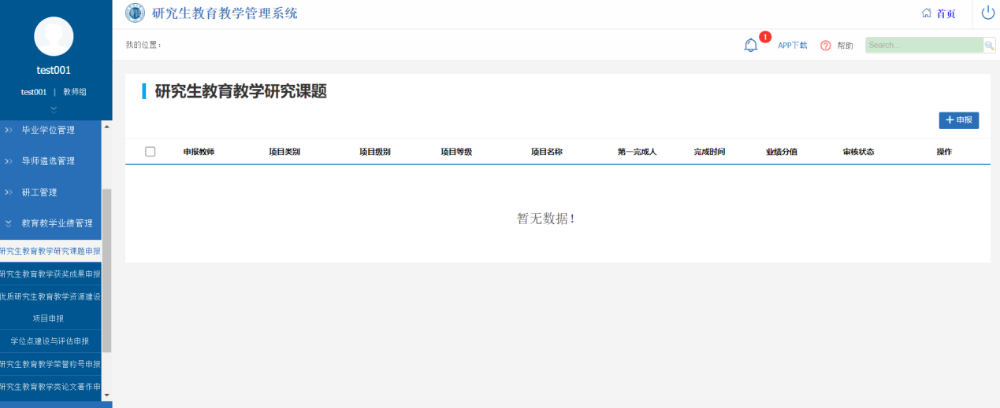 研究生教育教学管理系统
首页
test001
test001 | 教师组
我的位置：
1
APP下载
帮助
Search...
毕业学位管理
导师遴选管理
研工管理
教育教学业绩管理
研究生教育教学研究课题申报
研究生教育教学获奖成果申报
优质研究生教育教学资源建设
项目申报
学位点建设与评估申报
研究生教育教学荣誉称号申报
研究生教育教学类论文著作申
研究生教育教学研究课题
申报
申报教师 项目类别 项目级别 项目等级 项目名称 第一完成人 完成时间 业绩分值 审核状态 操作
暂无数据！